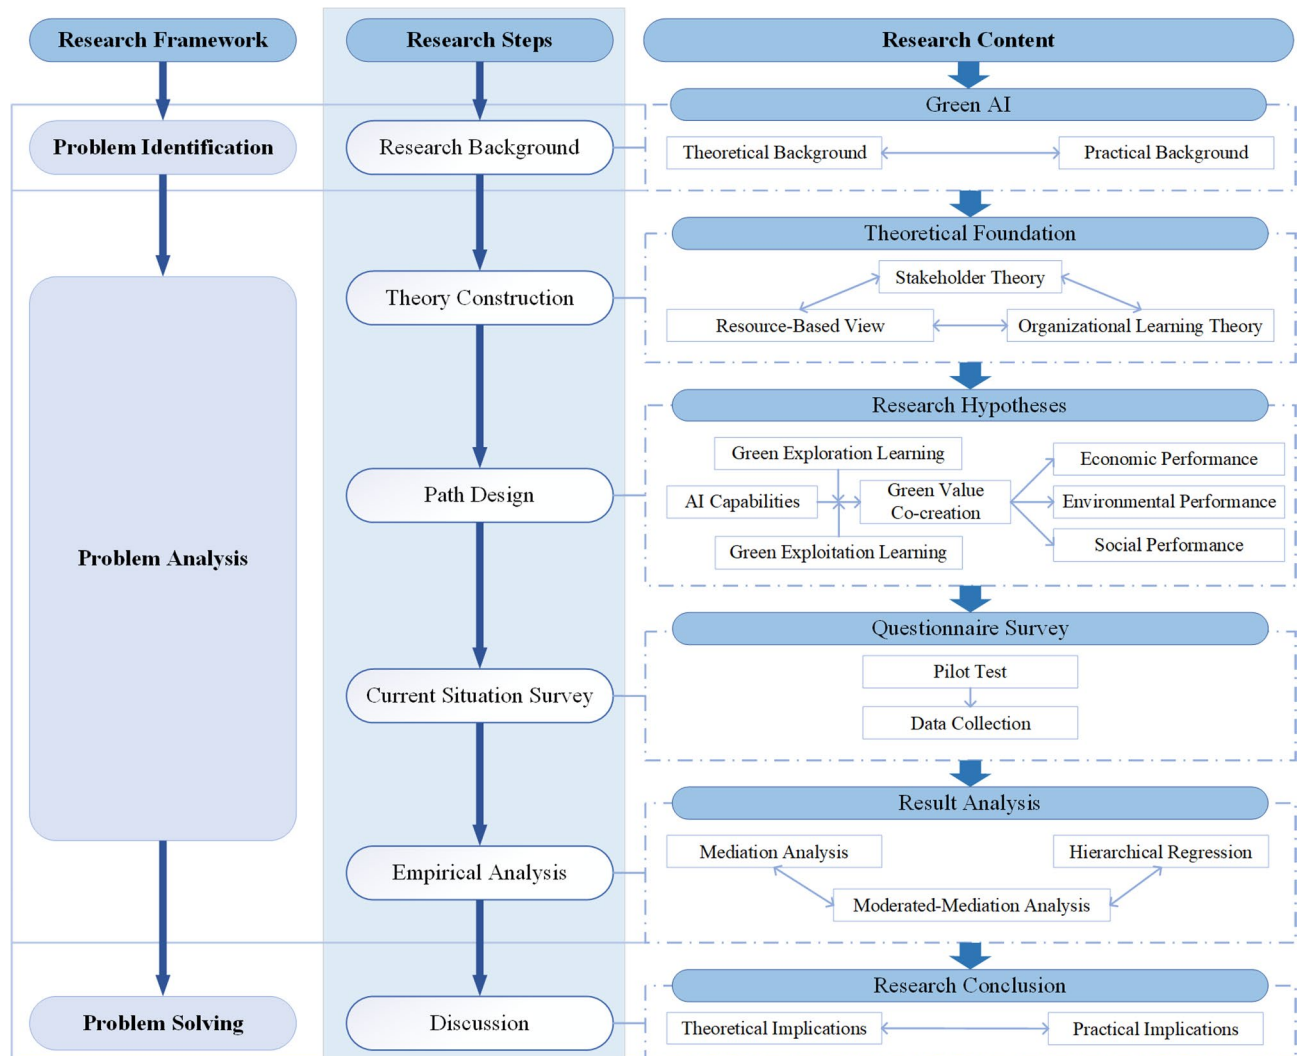 Research Framework
Research Steps
Research Content
Green AI
Problem Identification
Research Background
Theoretical Background
Practical Background
Theoretical Foundation
Stakeholder Theory
Theory Construction
Resource-Based View
Organizational Learning Theory
Research Hypotheses
Green Exploration Learning
Economic Performance
Path Design
AI Capabilities
Green Value
Co-creation
Environmental Performance
Green Exploitation Learning
Social Performance
Problem Analysis
Questionnaire Survey
Pilot Test
Current Situation Survey
Data Collection
Result Analysis
Mediation Analysis
Hierarchical Regression
Empirical Analysis
Moderated-Mediation Analysis
Research Conclusion
Problem Solving
Discussion
Theoretical Implications
Practical Implications